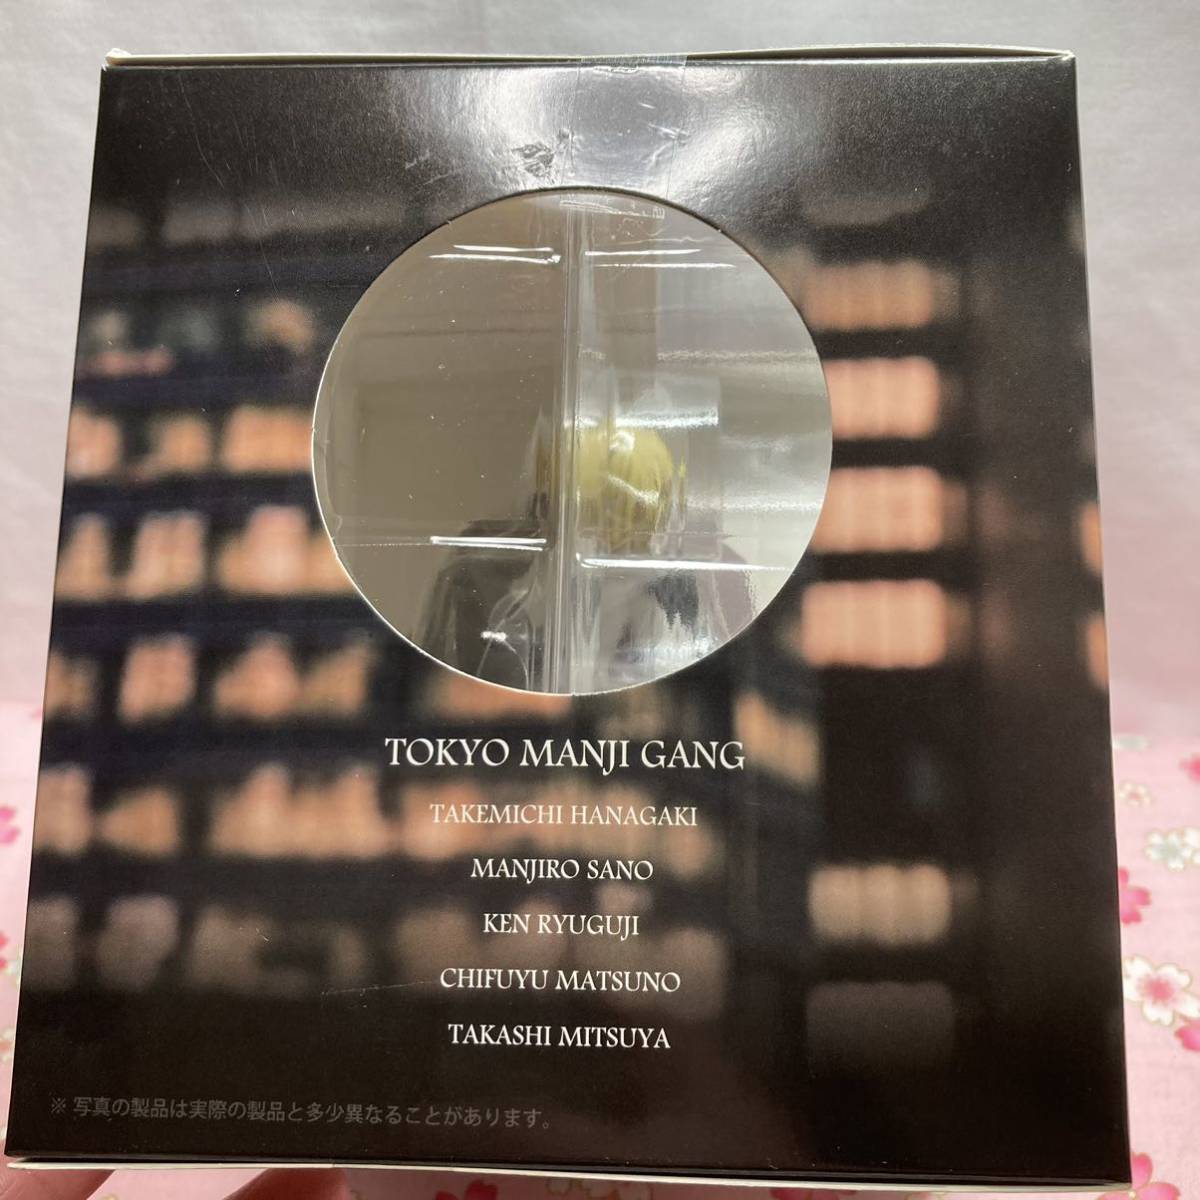 TOKYO MANJI GANG
TAKEMICHI HANAGAKI
MANJIRO SANO
KEN RYUGUJI
CHIFUYU MATSUNO
TAKASHI MITSUYA
※ 写真の製品は実際の製品と多少異なることがあります。